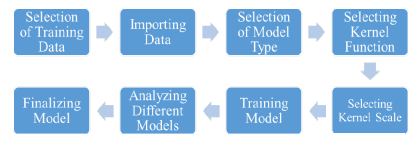 Selection
of Training
Data
Importing
Data
Selection
of Model
Type
Selecting
Kernel
Function
Selecting
Kernel Scale
Training
Model
Analyzing
Different
Models
Finalizing
Model